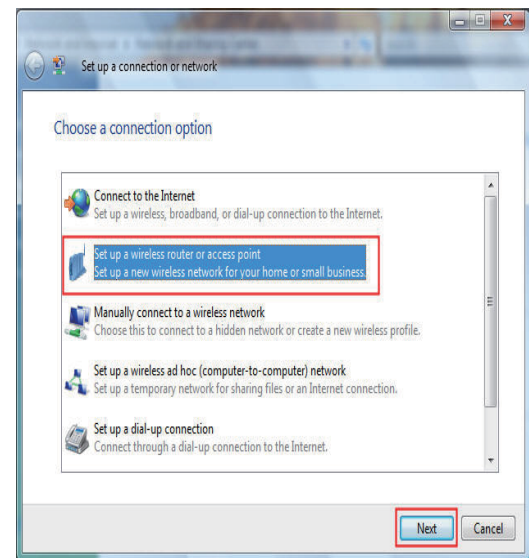 Set up a connection or network
Choose a connection option
Connect to the Internet
Set up a wireless, broadband, or dial-up connection to the Internet.
Set up a wireless router or access point
Set up a new wireless network for your home or small business.
Manually connect to a wireless network
Choose this to connect to a hidden network or create a new wireless profile.
Set up a wireless ad hoc (computer-to-computer) network
Set up a temporary network for sharing files or an Internet connection.
Set up a dial-up connection
Connect through a dial-up connection to the Internet.
Next
Cancel